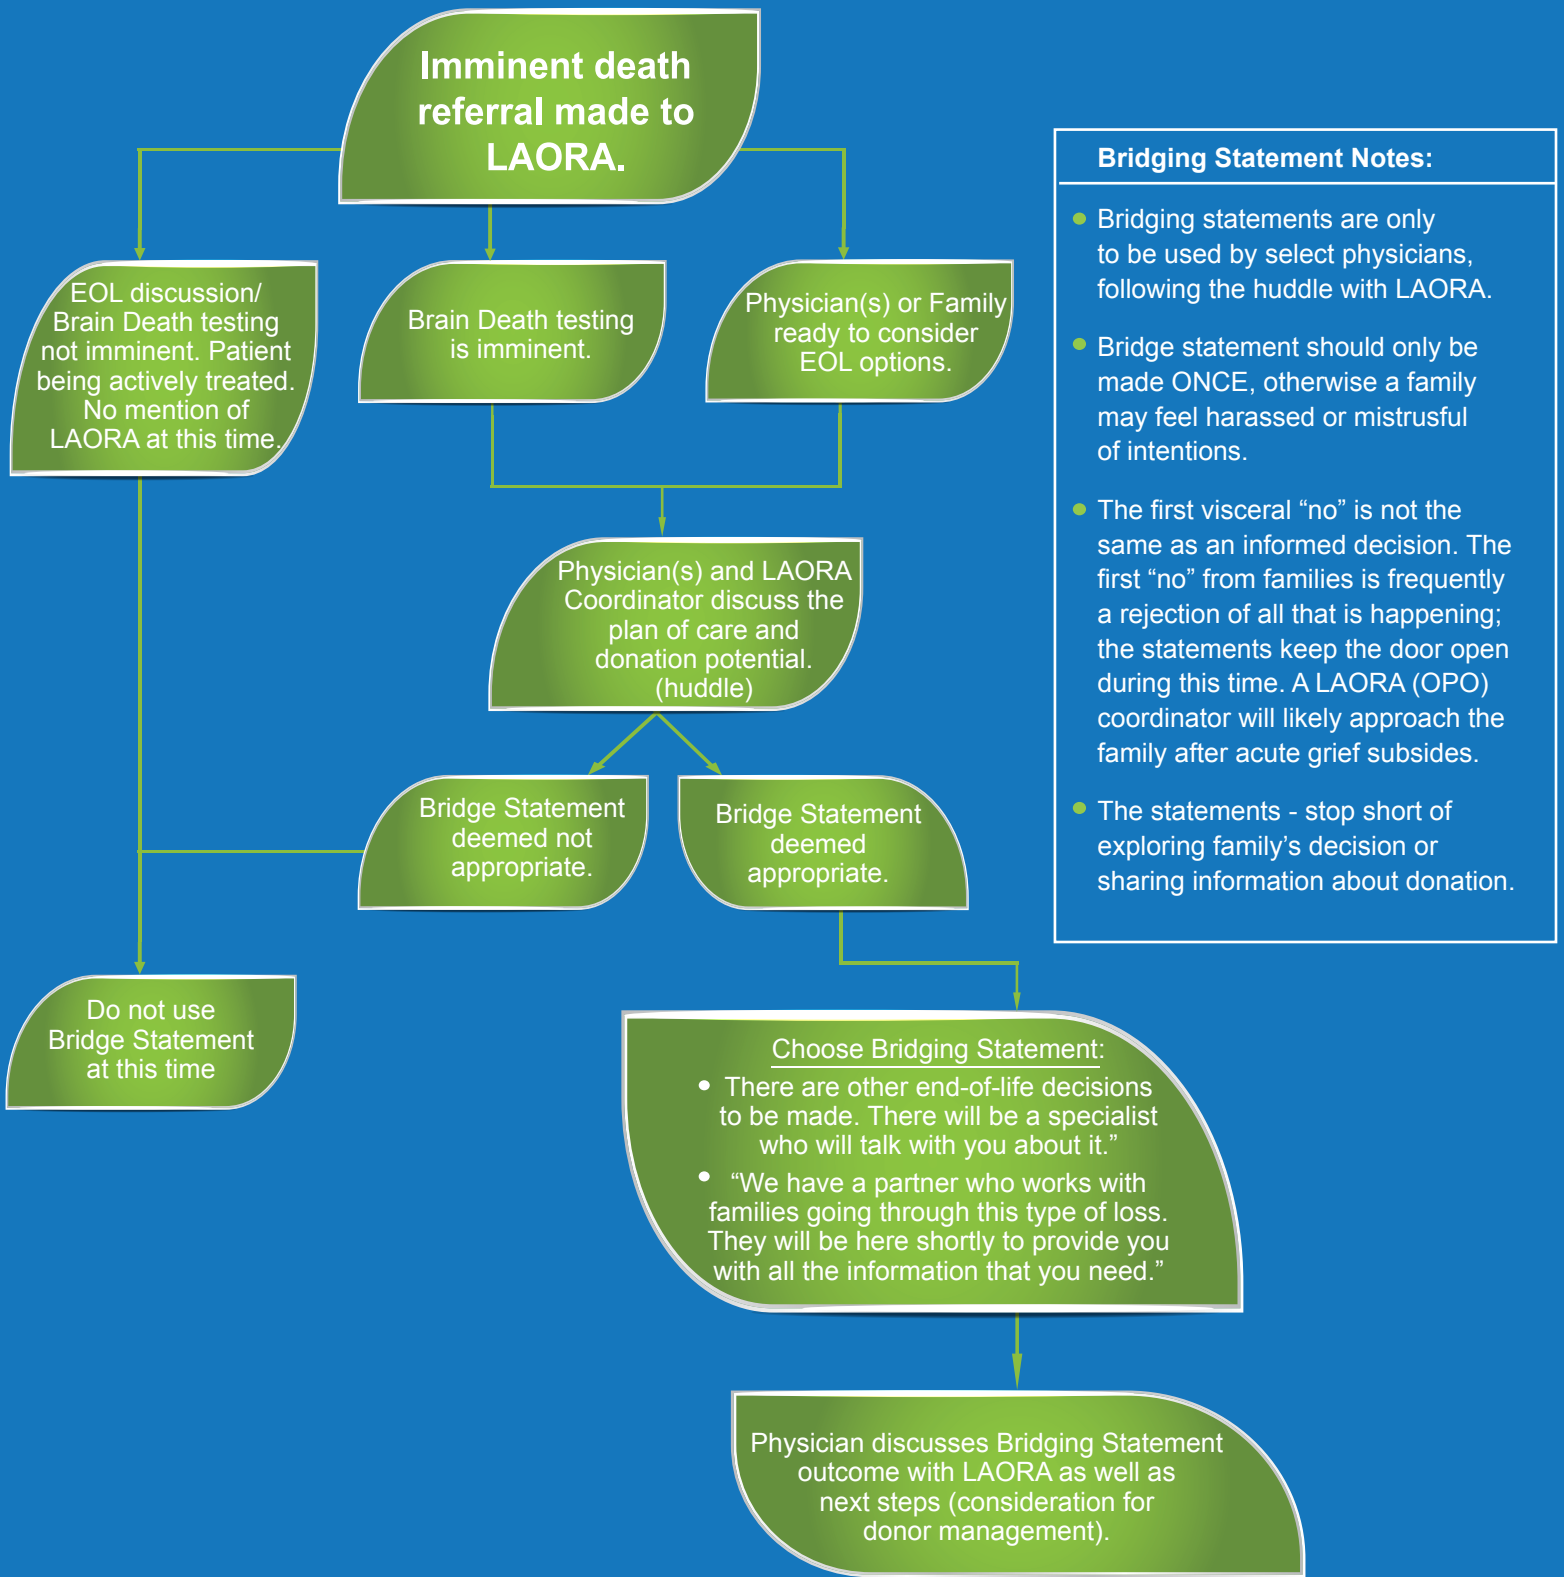 Imminent death
referral made to
LAORA.
EOL discussion/
Brain Death testing
not imminent. Patient
being actively treated.
No mention of
LAORA at this time.
Brain Death testing
is imminent.
Physician(s) or Family
ready to consider
EOL options.
Physician(s) and LAORA
Coordinator discuss the
plan of care and
donation potential.
(huddle)
Bridge Statement
deemed not
appropriate.
Bridge Statement
deemed
appropriate.
Do not use
Bridge Statement
at this time
Choose Bridging Statement:
• There are other end-of-life decisions
to be made. There will be a specialist
who will talk with you about it.”
• “We have a partner who works with
families going through this type of loss.
They will be here shortly to provide you
with all the information that you need.”
Physician discusses Bridging Statement
outcome with LAORA as well as
next steps (consideration for
donor management).
Bridging Statement Notes:
• Bridging statements are only
to be used by select physicians,
following the huddle with LAORA.
• Bridge statement should only be
made ONCE, otherwise a family
may feel harassed or mistrusful
of intentions.
• The first visceral “no” is not the
same as an informed decision. The
first “no” from families is frequently
a rejection of all that is happening;
the statements keep the door open
during this time. A LAORA (OPO)
coordinator will likely approach the
family after acute grief subsides.
• The statements - stop short of
exploring family’s decision or
sharing information about donation.